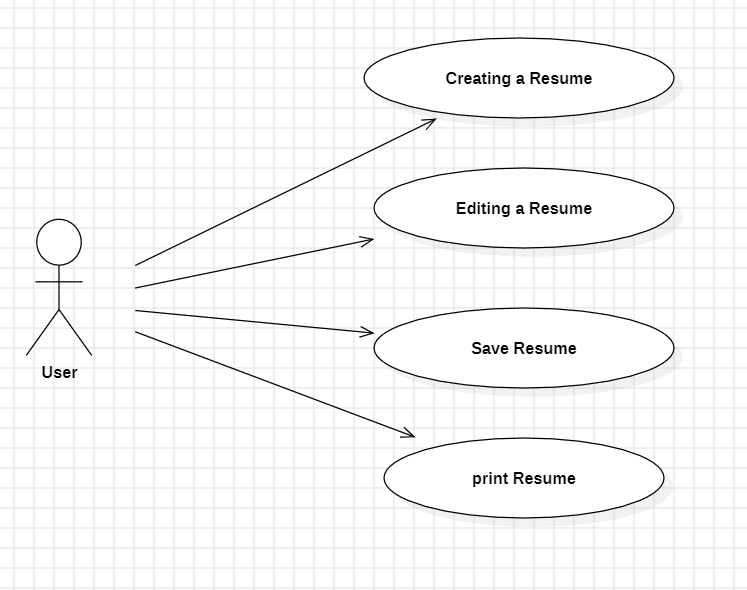 Creating a Resume
Editing a Resume
Save Resume
User
print Resume